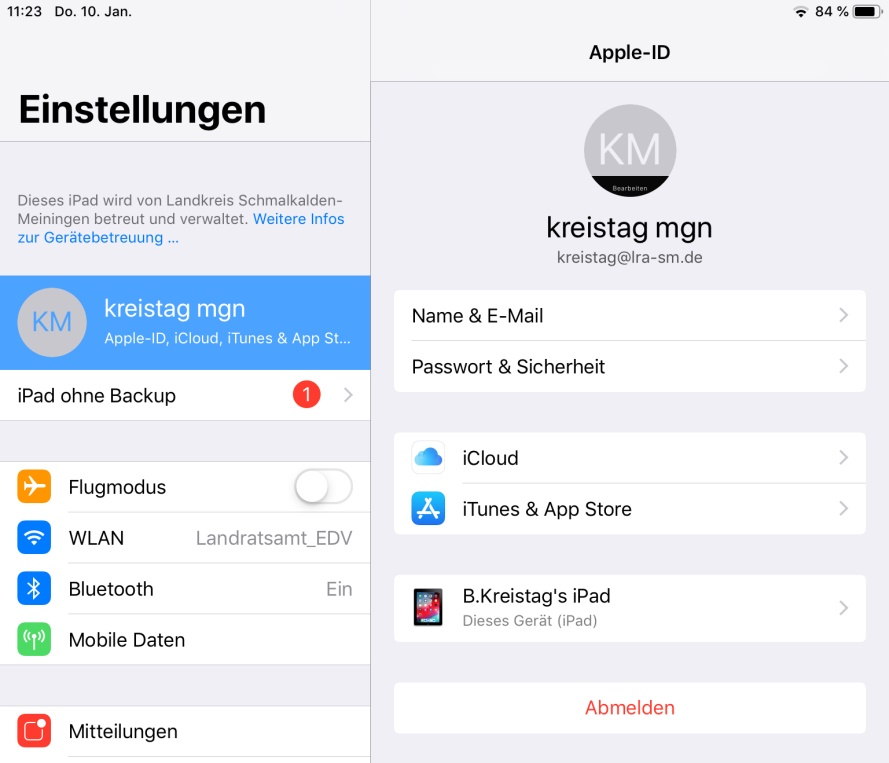 11:23 Do. 10. Jan.
84 %
Einstellungen
Dieses iPad wird von Landkreis Schmalkalden-
Meiningen betreut und verwaltet. Weitere Infos
zur Gerätebetreuung ...
KM
kreistag mgn
Apple-ID, iCloud, iTunes & App St...
iPad ohne Backup
1
Flugmodus
WLAN
Landratsamt_EDV
Bluetooth
Ein
Mobile Daten
Mitteilungen
Apple-ID
KM
Bearbeiten
kreistag mgn
kreistag@lra-sm.de
Name & E-Mail
Passwort & Sicherheit
iCloud
iTunes & App Store
B.Kreistag's iPad
Dieses Gerät (iPad)
Abmelden